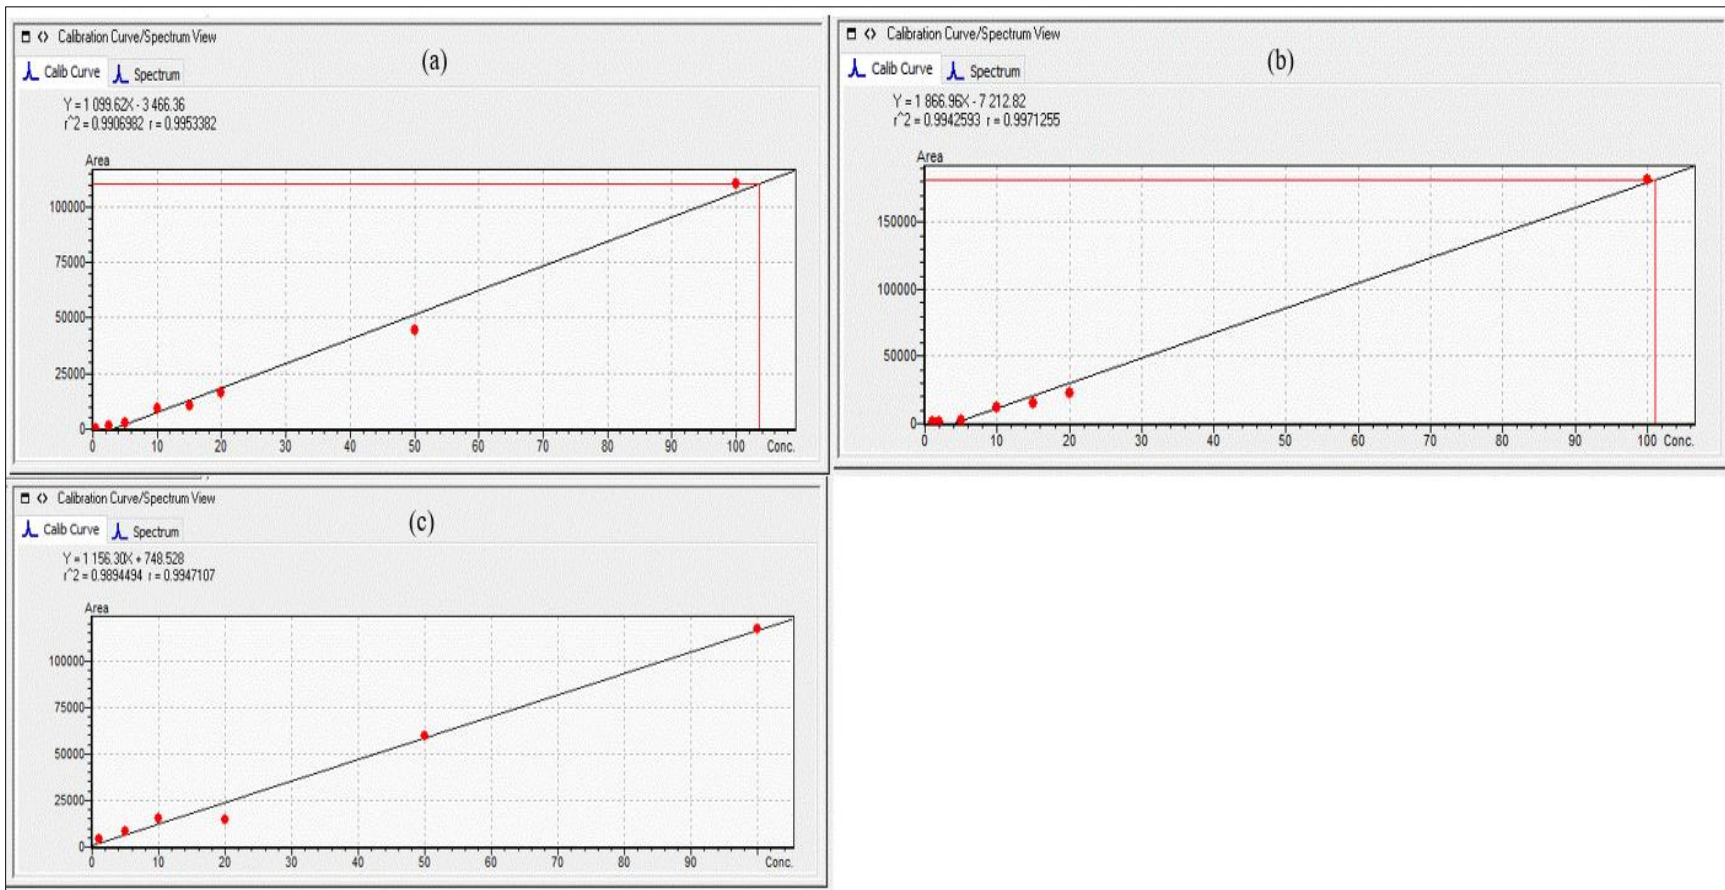 Calibration Curve/Spectrum View
(a)
Calib Curve Spectrum
Y = 1 099.62X - 3 466.36
r^2 = 0.9906982 r = 0.9953382
Area
100000
75000
50000
25000
0
0 10 20 30 40 50 60 70 80 90 100 Conc.
Calibration Curve/Spectrum View
(b)
Calib Curve Spectrum
Y = 1 866.96X - 7 212.82
r^2 = 0.9942593 r = 0.9971255
Area
150000
100000
50000
0
0 10 20 30 40 50 60 70 80 90 100 Conc.
Calibration Curve/Spectrum View
(c)
Calib Curve Spectrum
Y = 1 156.30X + 748.528
r^2 = 0.9894494 r = 0.9947107
Area
100000
75000
50000
25000
0
0 10 20 30 40 50 60 70 80 90 Conc.